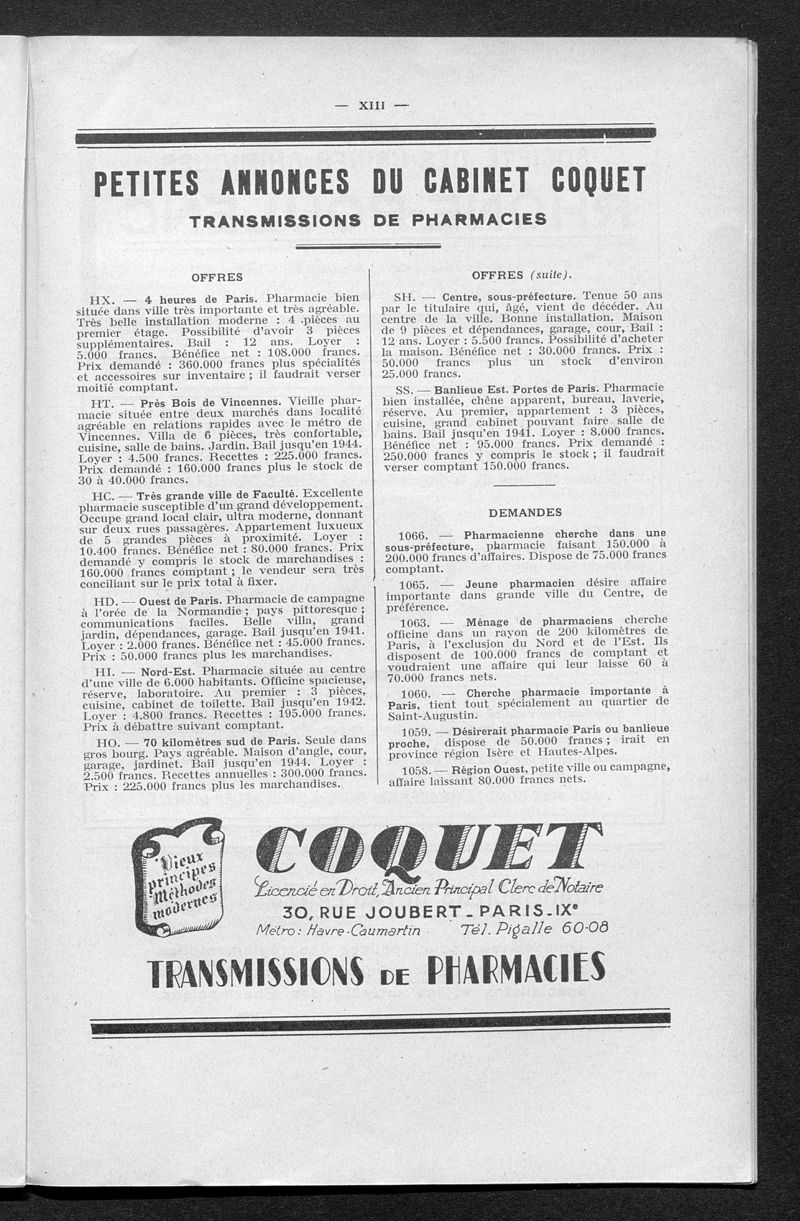 — XIII —
PETITES ANNONCES DU CABINET COQUET
TRANSMISSIONS DE PHARMACIES
OFFRES
HX. — 4 heures de Paris. Pharmacie bien
située dans ville très importante et très agréable.
Très belle installation moderne : 4 .pièces au
premier étage. Possibilité d'avoir 3 pièces
supplémentaires. Bail : 12 ans. Loyer :
5.000 francs. Bénéfice net : 108.000 francs.
Prix demandé : 360.000 francs plus spécialités
et accessoires sur inventaire ; il faudrait verser
moitié comptant.
HT. — Près Bois de Vincennes. Vieille phar-
macie située entre deux marchés dans localité
agréable en relations rapides avec le métro de
Vincennes. Villa de 6 pièces, très confortable,
cuisine, salle de bains. Jardin. Bail jusqu'en 1944.
Loyer : 4.500 francs. Recettes : 225.000 francs.
Prix demandé : 160.000 francs plus le stock de
30 à 40.000 francs.
HC. — Très grande ville de Faculté. Excellente
pharmacie susceptible d'un grand développement.
Occupe grand local clair, ultra moderne, donnant
sur deux rues passagères. Appartement luxueux
de 5 grandes pièces à proximité. Loyer :
10.400 francs. Bénéfice net : 80.000 francs. Prix
demandé y compris le stock de marchandises :
160.000 francs comptant ; le vendeur sera très
conciliant sur le prix total à fixer.
HD. — Ouest de Paris. Pharmacie de campagne
à l'orée de la Normandie ; pays pittoresque ;
communications faciles. Belle villa, grand
jardin, dépendances, garage. Bail jusqu'en 1941.
Loyer : 2.000 francs. Bénéfice net : 45.000 francs.
Prix : 50.000 francs plus les marchandises.
HI. — Nord-Est. Pharmacie située au centre
d'une ville de 6.000 habitants. Officine spacieuse,
réserve, laboratoire. Au premier : 3 pièces,
cuisine, cabinet de toilette. Bail jusqu'en 1942.
Loyer : 4.800 francs. Recettes : 195.000 francs.
Prix à débattre suivant comptant.
HO. — 70 kilomètres sud de Paris. Seule dans
gros bourg. Pays agréable. Maison d'angle, cour,
garage, jardinet. Bail jusqu'en 1944. Loyer :
2.500 francs. Recettes annuelles : 300.000 francs.
Prix : 225.000 francs plus les marchandises.
OFFRES (suite).
SH. — Centre, sous-préfecture. Tenue 50 ans
par le titulaire qui, âgé, vient de décéder. Au
centre de la ville. Bonne installation. Maison
de 9 pièces et dépendances, garage, cour, Bail :
12 ans. Loyer : 5.500 francs. Possibilité d'acheter
la maison. Bénéfice net : 30.000 francs. Prix :
50.000 francs plus un stock d'environ
25.000 francs.
SS. — Banlieue Est. Portes de Paris. Pharmacie
bien installée, chêne apparent, bureau, laverie,
réserve. Au premier, appartement : 3 pièces,
cuisine, grand cabinet pouvant faire salle de
bains. Bail jusqu'en 1941. Loyer : 8.000 francs.
Bénéfice net : 95.000 francs. Prix demandé :
250.000 francs y compris le stock ; il faudrait
verser comptant 150.000 francs.
DEMANDES
1066. — Pharmacienne cherche dans une
sous-préfecture, pharmacie faisant 150.000 à
200.000 francs d'affaires. Dispose de 75.000 francs
comptant.
1065. — Jeune pharmacien désire affaire
importante dans grande ville du Centre, de
préférence.
1063. — Ménage de pharmaciens cherche
officine dans un rayon de 200 kilomètres de
Paris, à l'exclusion du Nord et de l'Est. Ils
disposent de 100.000 francs de comptant et
voudraient une affaire qui leur laisse 60 à
70.000 francs nets.
1060. — Cherche pharmacie importante à
Paris, tient tout spécialement au quartier de
Saint-Augustin.
1059. — Désirerait pharmacie Paris ou banlieue
proche, dispose de 50.000 francs ; irait en
province région Isère et Hautes-Alpes.
1058. — Région Ouest, petite ville ou campagne,
affaire laissant 80.000 francs nets.
Vieux
principes
Méthodes
modernes
COQUET
Licencié en Droit, Ancien Principal Clerc de Notaire
30, RUE JOUBERT - PARIS - IXe
Métro : Havre-Caumartin Tél. Pigalle 60-08
TRANSMISSIONS DE PHARMACIES